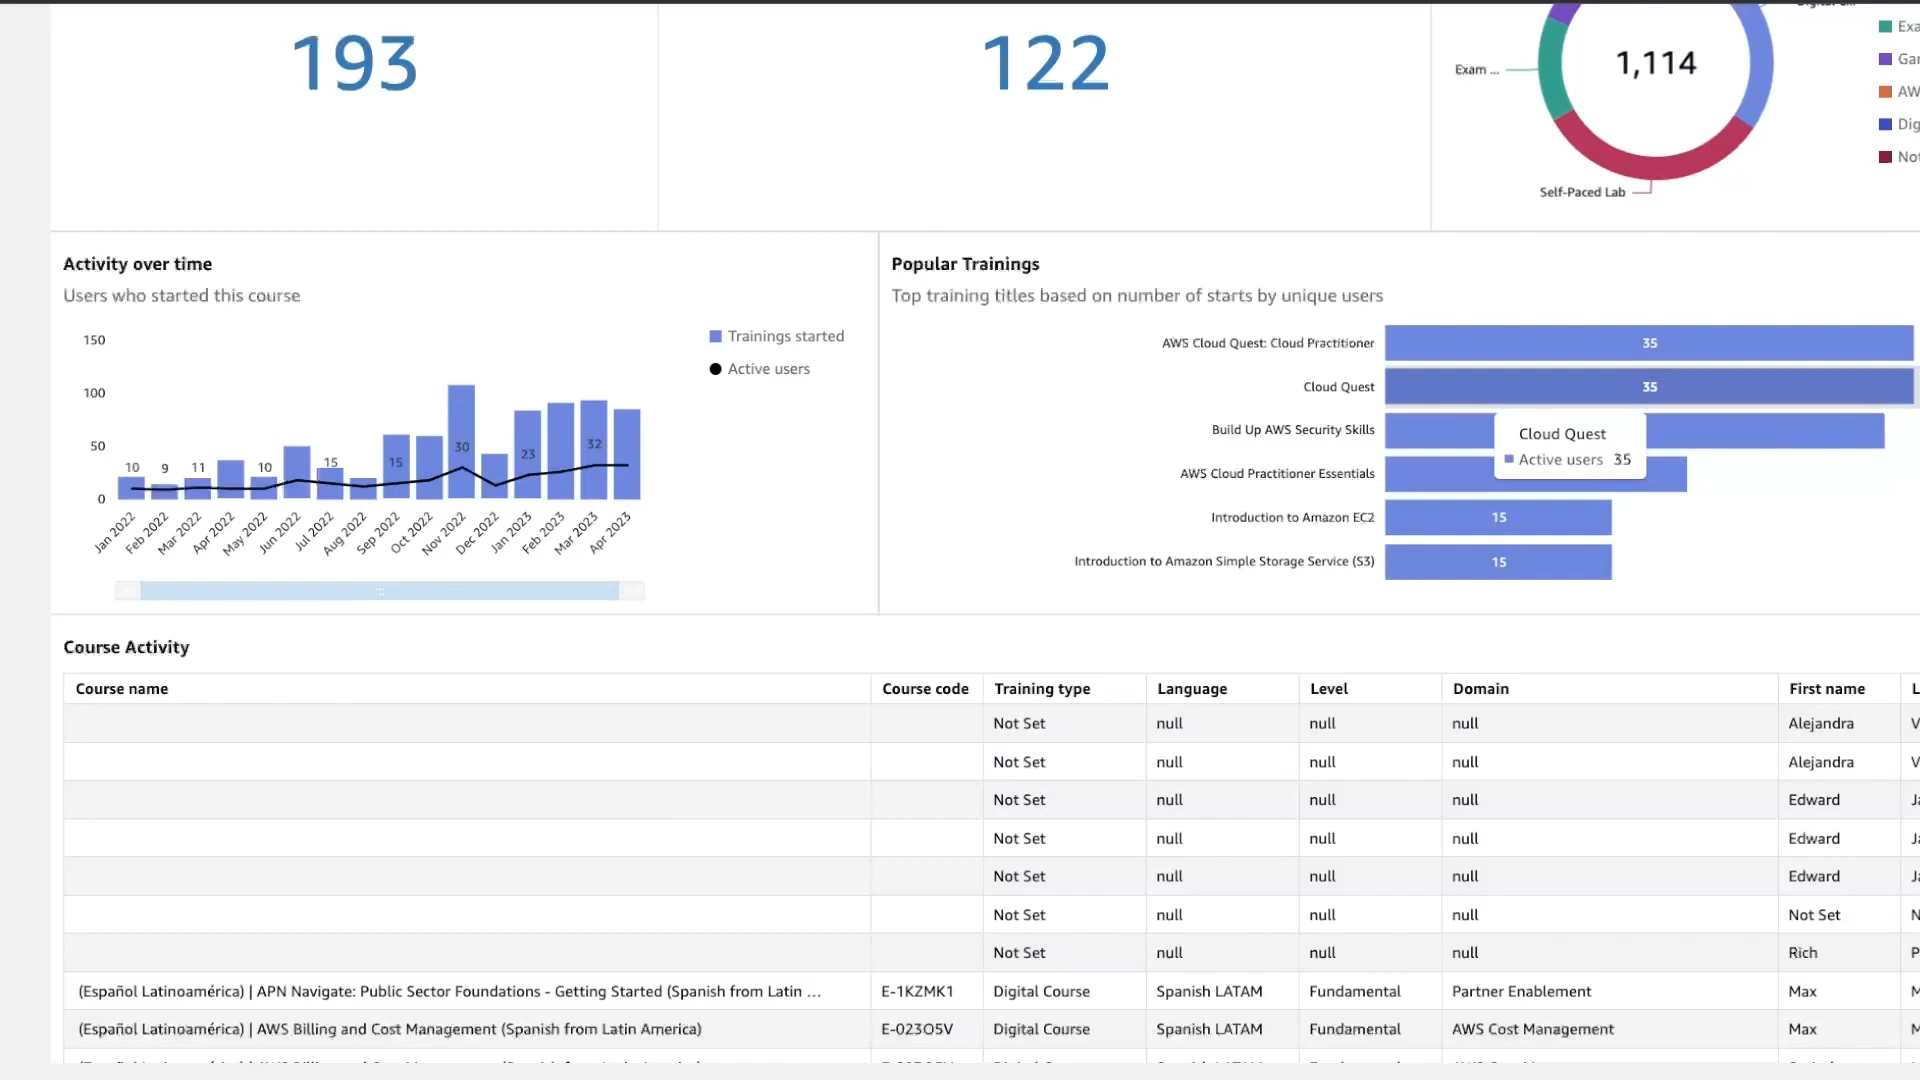 193
122
1,114
Exam ...
Self-Paced Lab
Exa
Gar
AW
Dig
Not
Activity over time
Users who started this course
150
100
50
0
10
9
11
10
15
15
30
23
32
Jan 2022
Feb 2022
Mar 2022
Apr 2022
May 2022
Jun 2022
Jul 2022
Aug 2022
Sep 2022
Oct 2022
Nov 2022
Dec 2022
Jan 2023
Feb 2023
Mar 2023
Apr 2023
Trainings started
Active users
Popular Trainings
Top training titles based on number of starts by unique users
AWS Cloud Quest: Cloud Practitioner 35
Cloud Quest 35
Build Up AWS Security Skills
AWS Cloud Practitioner Essentials
Introduction to Amazon EC2 15
Introduction to Amazon Simple Storage Service (S3) 15
Cloud Quest
Active users 35
Course Activity
Course name Course code Training type Language Level Domain First name L
Not Set null null null Alejandra V
Not Set null null null Alejandra V
Not Set null null null Edward Ja
Not Set null null null Edward Ja
Not Set null null null Edward Ja
Not Set null null null Not Set N
Not Set null null null Rich P
(Español Latinoamérica) | APN Navigate: Public Sector Foundations - Getting Started (Spanish from Latin ... E-1KZMK1 Digital Course Spanish LATAM Fundamental Partner Enablement Max M
(Español Latinoamérica) | AWS Billing and Cost Management (Spanish from Latin America) E-023O5V Digital Course Spanish LATAM Fundamental AWS Cost Management Max M